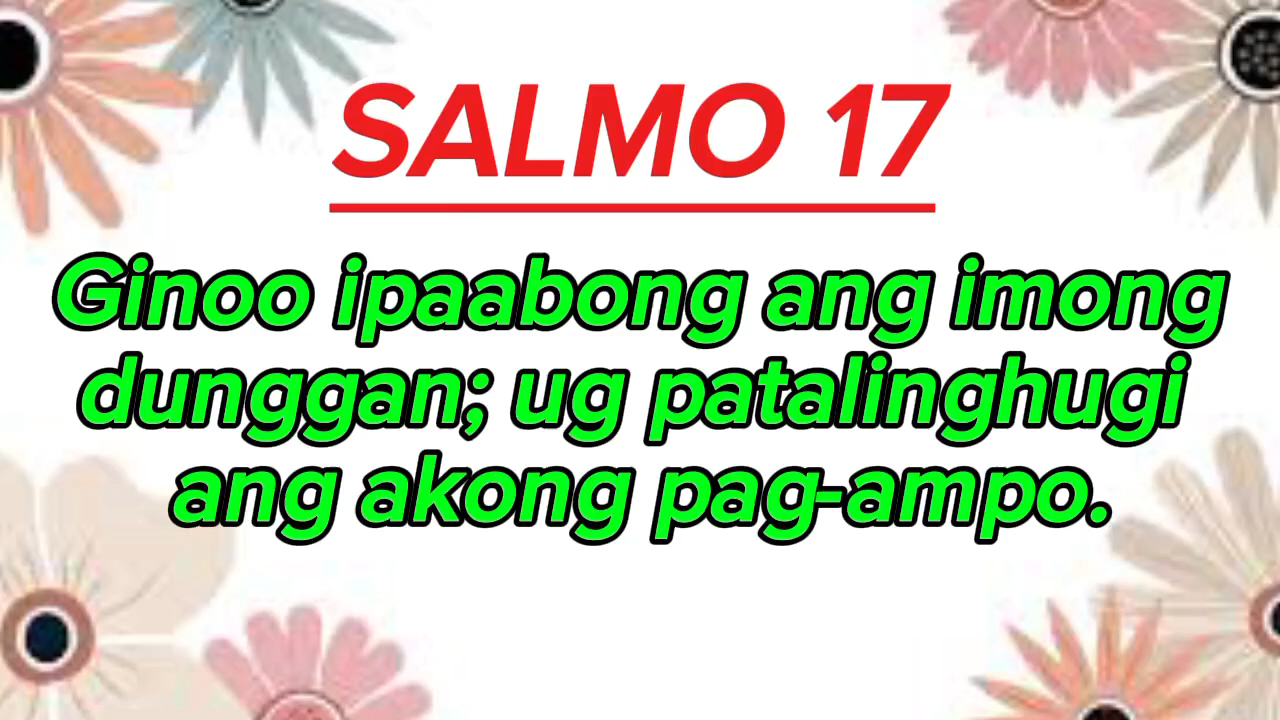 SALMO 17
Ginoo ipaabong ang imong
dunggan; ug patalinghugi
ang akong pag-ampo.